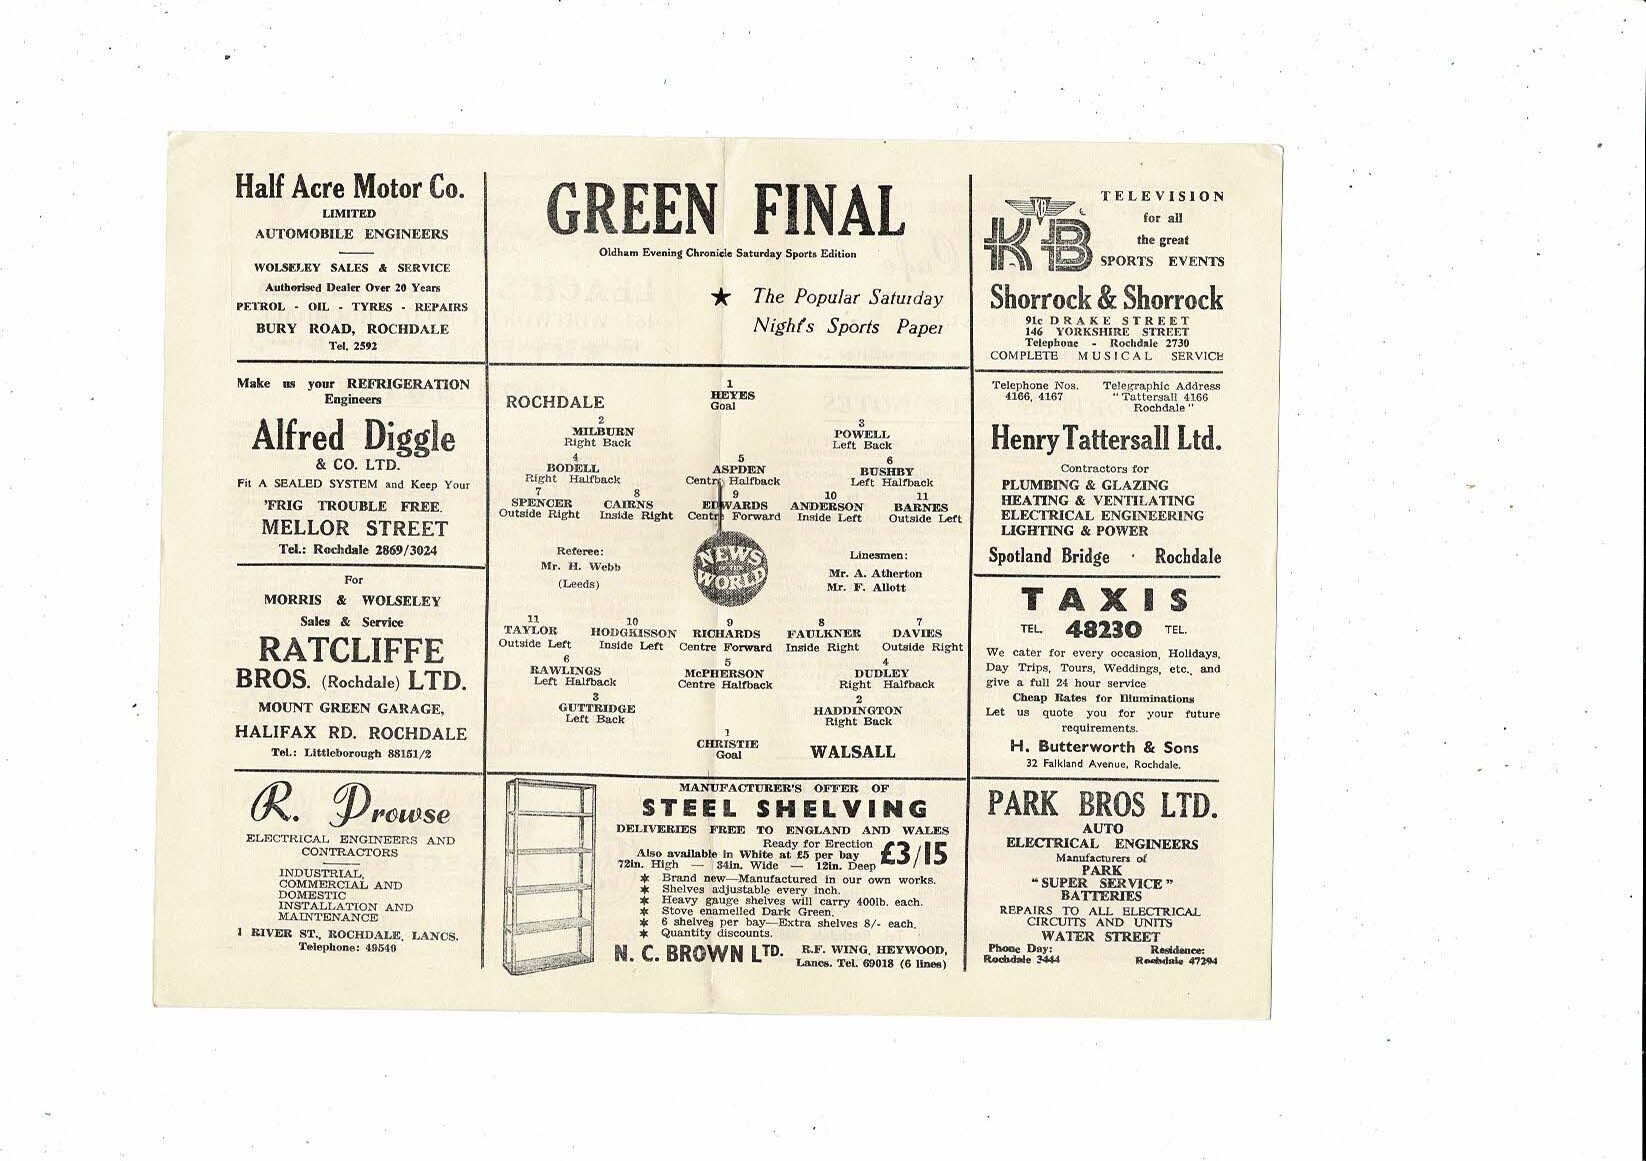 Half Acre Motor Co.
LIMITED
AUTOMOBILE ENGINEERS
WOLSELEY SALES & SERVICE
Authorised Dealer Over 20 Years
PETROL - OIL - TYRES - REPAIRS
BURY ROAD, ROCHDALE
Tel. 2592
Make us your REFRIGERATION
Engineers
Alfred Diggle
& CO. LTD.
Fit A SEALED SYSTEM and Keep Your
'FRIG TROUBLE FREE.
MELLOR STREET
Tel.: Rochdale 2869/3024
For
MORRIS & WOLSELEY
Sales & Service
RATCLIFFE
BROS. (Rochdale) LTD.
MOUNT GREEN GARAGE,
HALIFAX RD. ROCHDALE
Tel.: Littleborough 88151/2
R. Prowse
ELECTRICAL ENGINEERS AND
CONTRACTORS
INDUSTRIAL,
COMMERCIAL AND
DOMESTIC
INSTALLATION AND
MAINTENANCE
1 RIVER ST., ROCHDALE, LANCS.
Telephone: 49540
GREEN FINAL
Oldham Evening Chronicle Saturday Sports Edition
★ The Popular Saturday
Night's Sports Paper
ROCHDALE
1
HEYES
Goal
2 3
MILBURN POWELL
Right Back Left Back
4 5 6
BODELL ASPDEN BUSHBY
Right Halfback Centre Halfback Left Halfback
7 8 9 10 11
SPENCER CAIRNS EDWARDS ANDERSON BARNES
Outside Right Inside Right Centre Forward Inside Left Outside Left
Referee: Linesmen:
Mr. H. Webb Mr. A. Atherton
(Leeds) Mr. F. Allott
NEWS
OF THE
WORLD
11 10 9 8 7
TAYLOR HODGKISSON RICHARDS FAULKNER DAVIES
Outside Left Inside Left Centre Forward Inside Right Outside Right
6 5 4
RAWLINGS McPHERSON DUDLEY
Left Halfback Centre Halfback Right Halfback
3 2
GUTTRIDGE HADDINGTON
Left Back Right Back
1
CHRISTIE
Goal
WALSALL
MANUFACTURER'S OFFER OF
STEEL SHELVING
DELIVERIES FREE TO ENGLAND AND WALES
Ready for Erection
Also available in White at £5 per bay £3/15
72in. High — 34in. Wide — 12in. Deep
* Brand new—Manufactured in our own works.
* Shelves adjustable every inch.
* Heavy gauge shelves will carry 400lb. each.
* Stove enamelled Dark Green.
* 6 shelves per bay—Extra shelves 8/- each.
* Quantity discounts.
N. C. BROWN LTD. R.F. WING, HEYWOOD,
Lancs. Tel. 69018 (6 lines)
KB
TELEVISION
for all
the great
SPORTS EVENTS
Shorrock & Shorrock
91c DRAKE STREET
146 YORKSHIRE STREET
Telephone - Rochdale 2730
COMPLETE MUSICAL SERVICE
Telephone Nos. Telegraphic Address
4166, 4167 "Tattersall 4166
Rochdale"
Henry Tattersall Ltd.
Contractors for
PLUMBING & GLAZING
HEATING & VENTILATING
ELECTRICAL ENGINEERING
LIGHTING & POWER
Spotland Bridge · Rochdale
TAXIS
TEL. 48230 TEL.
We cater for every occasion, Holidays,
Day Trips, Tours, Weddings, etc., and
give a full 24 hour service
Cheap Rates for Illuminations
Let us quote you for your future
requirements.
H. Butterworth & Sons
32 Falkland Avenue, Rochdale.
PARK BROS LTD.
AUTO
ELECTRICAL ENGINEERS
Manufacturers of
PARK
"SUPER SERVICE"
BATTERIES
REPAIRS TO ALL ELECTRICAL
CIRCUITS AND UNITS
WATER STREET
Phone Day: Residence:
Rochdale 3444 Rochdale 47294